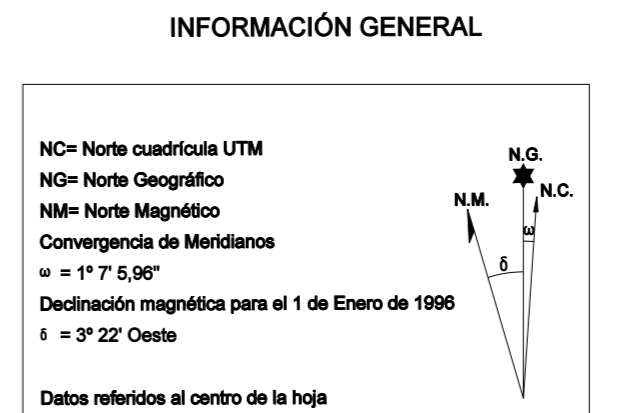 INFORMACIÓN GENERAL
NC= Norte cuadrícula UTM
NG= Norte Geográfico
NM= Norte Magnético
Convergencia de Meridianos
ω = 1º 7' 5,96"
Declinación magnética para el 1 de Enero de 1996
δ = 3º 22' Oeste
Datos referidos al centro de la hoja
N.G.
N.M.
N.C.
ω
δ